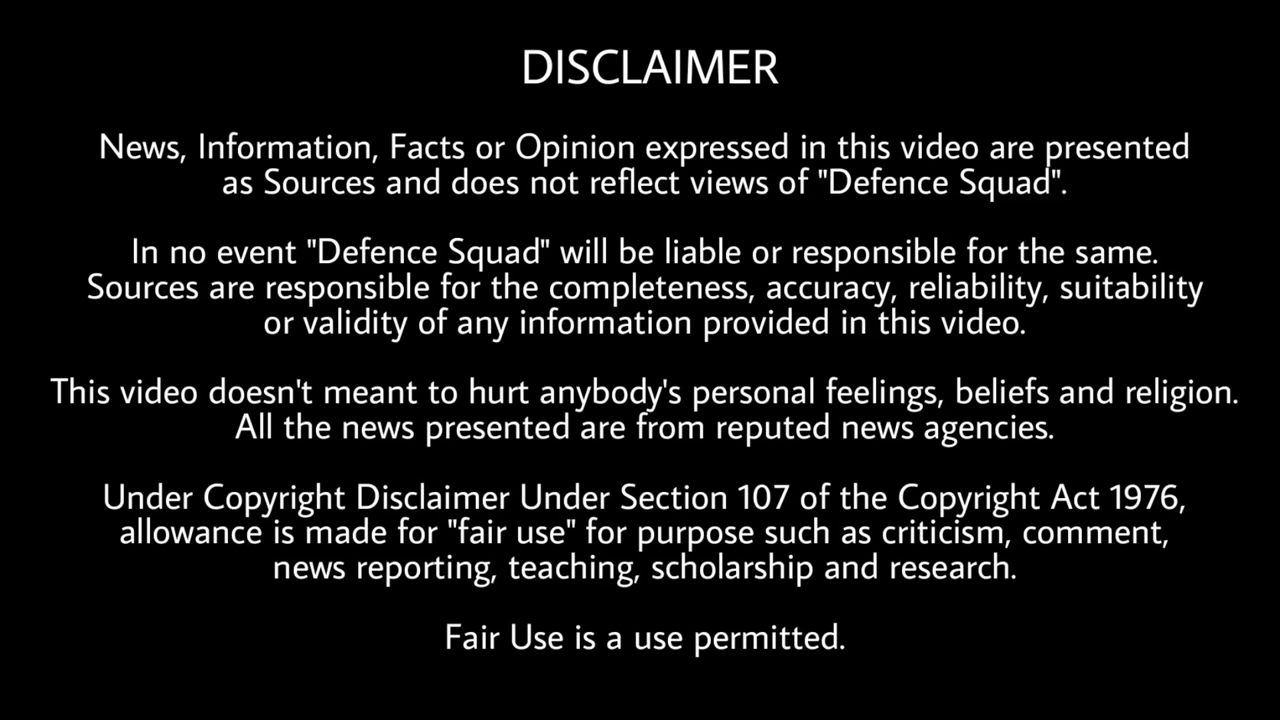 DISCLAIMER
News, Information, Facts or Opinion expressed in this video are presented
as Sources and does not reflect views of "Defence Squad".
In no event "Defence Squad" will be liable or responsible for the same.
Sources are responsible for the completeness, accuracy, reliability, suitability
or validity of any information provided in this video.
This video doesn't meant to hurt anybody's personal feelings, beliefs and religion.
All the news presented are from reputed news agencies.
Under Copyright Disclaimer Under Section 107 of the Copyright Act 1976,
allowance is made for "fair use" for purpose such as criticism, comment,
news reporting, teaching, scholarship and research.
Fair Use is a use permitted.